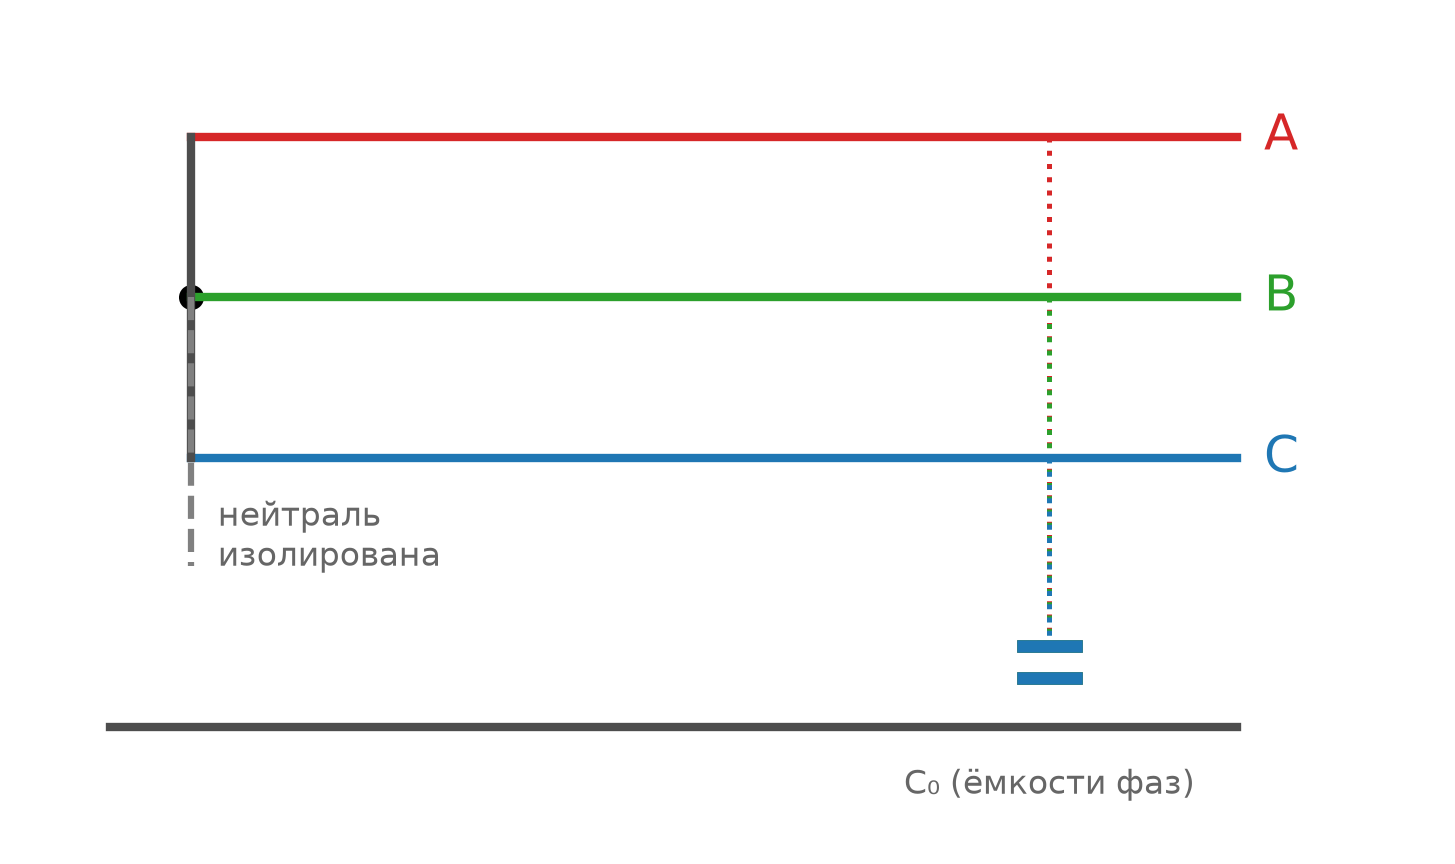 A
B
C
нейтраль
изолирована
C₀ (ёмкости фаз)